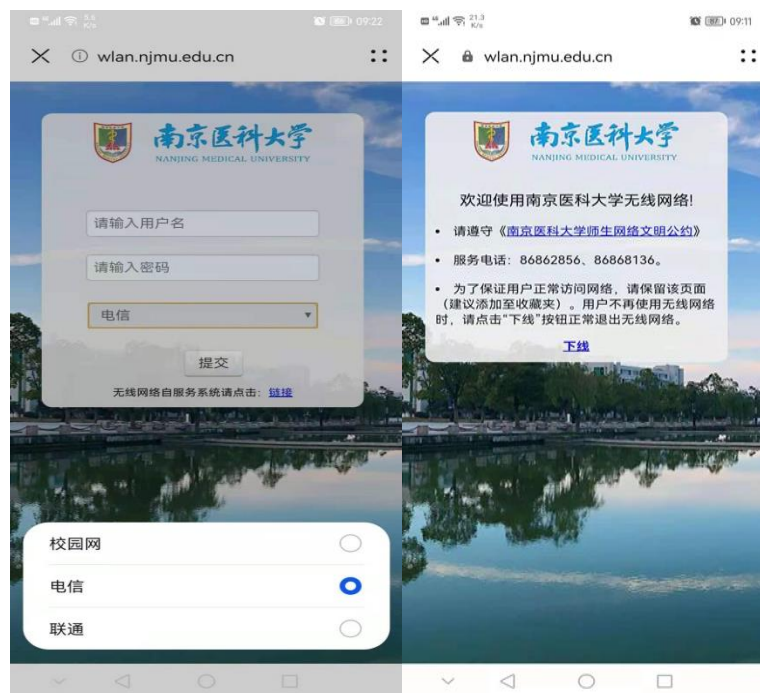 5.6
K/s
09:22
wlan.njmu.edu.cn
南京医科大学
NANJING MEDICAL UNIVERSITY
请输入用户名
请输入密码
电信
提交
无线网络自服务系统请点击：链接
校园网
电信
联通
21.3
K/s
09:11
wlan.njmu.edu.cn
南京医科大学
NANJING MEDICAL UNIVERSITY
欢迎使用南京医科大学无线网络!
• 请遵守《南京医科大学师生网络文明公约》
• 服务电话：86862856、86868136。
• 为了保证用户正常访问网络，请保留该页面
（建议添加至收藏夹）。用户不再使用无线网络
时，请点击“下线”按钮正常退出无线网络。
下线